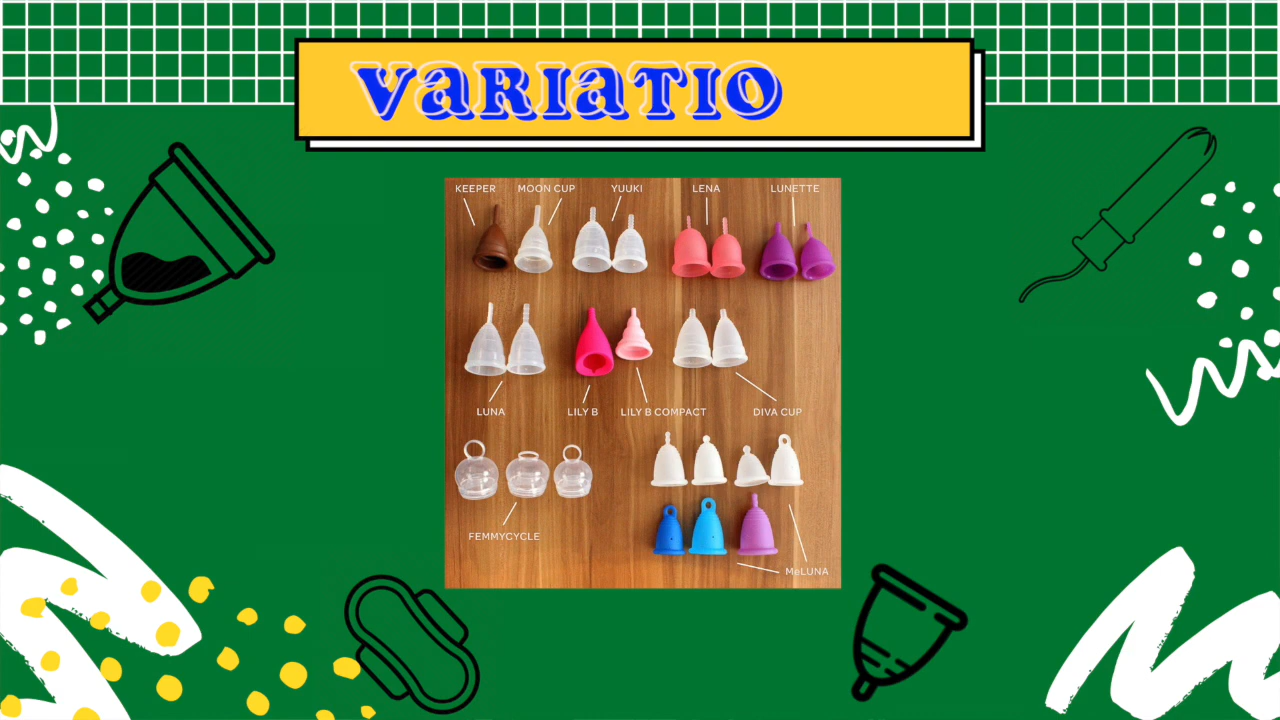 VaRIaTIO
KEEPER MOON CUP YUUKI LENA LUNETTE
LUNA LILY B LILY B COMPACT DIVA CUP
FEMMYCYCLE
MeLUNA